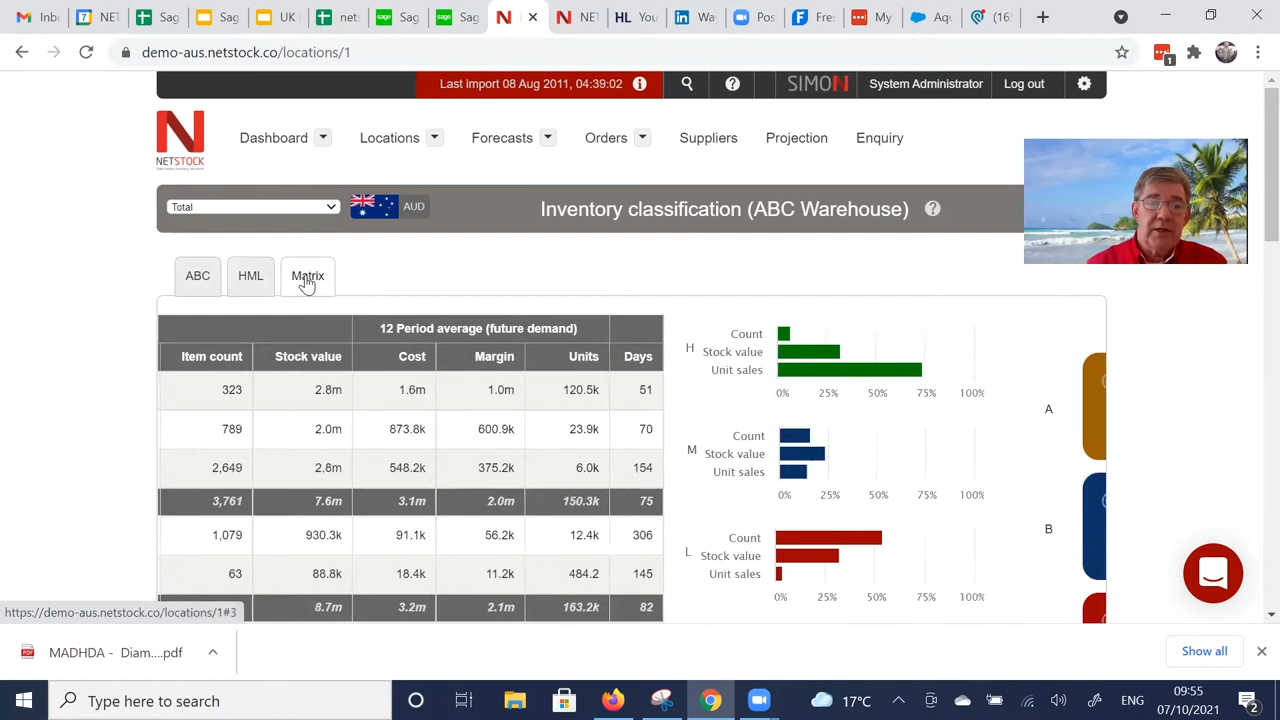 Inb
NET
Sag
Sag
UK
nets
Sag
Sag
N
NET
HL You
Wa
Pos
Fre
My
Aqu
(16
demo-aus.netstock.co/locations/1
1
Last import 08 Aug 2011, 04:39:02
SIMON
System Administrator
Log out
N
NETSTOCK
Dashboard
Locations
Forecasts
Orders
Suppliers
Projection
Enquiry
Total
AUD
Inventory classification (ABC Warehouse)
ABC
HML
Matrix
12 Period average (future demand)
Item count Stock value Cost Margin Units Days
323 2.8m 1.6m 1.0m 120.5k 51
789 2.0m 873.8k 600.9k 23.9k 70
2,649 2.8m 548.2k 375.2k 6.0k 154
3,761 7.6m 3.1m 2.0m 150.3k 75
1,079 930.3k 91.1k 56.2k 12.4k 306
63 88.8k 18.4k 11.2k 484.2 145
8.7m 3.2m 2.1m 163.2k 82
H
Count
Stock value
Unit sales
0% 25% 50% 75% 100%
M
Count
Stock value
Unit sales
0% 25% 50% 75% 100%
L
Count
Stock value
Unit sales
0% 25% 50% 75% 100%
A
B
https://demo-aus.netstock.co/locations/1#3
MADHDA - Diam....pdf
Show all
Type here to search
17°C
ENG
09:55
07/10/2021
2